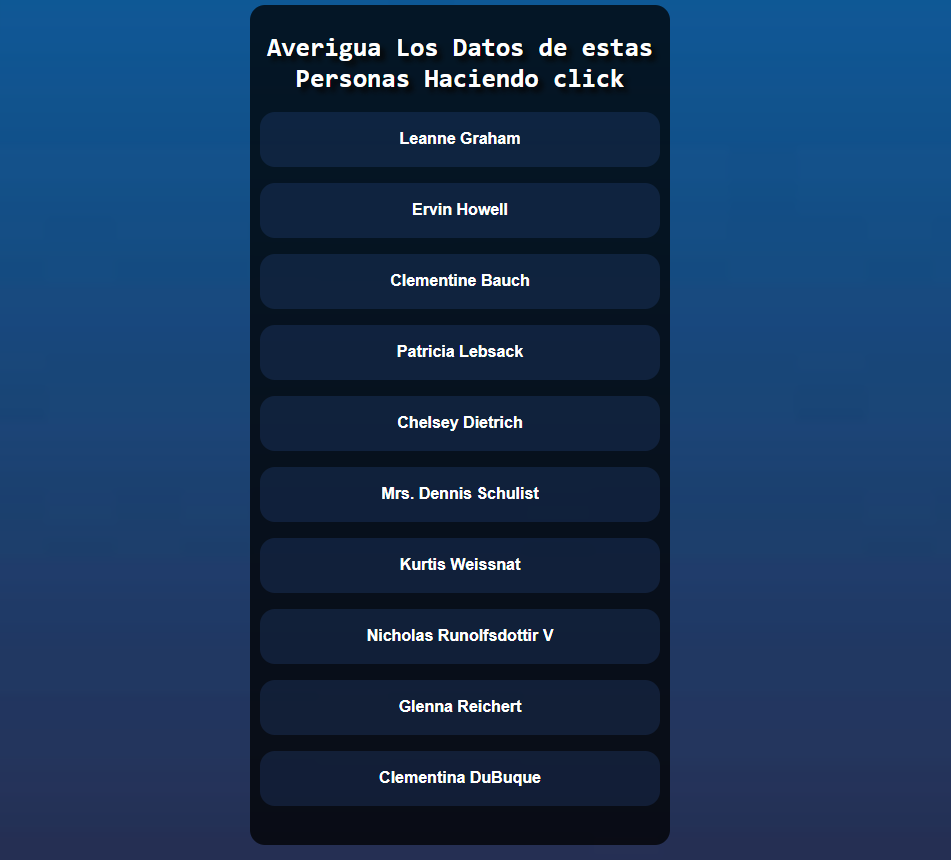 Averigua Los Datos de estas
Personas Haciendo click
Leanne Graham
Ervin Howell
Clementine Bauch
Patricia Lebsack
Chelsey Dietrich
Mrs. Dennis Schulist
Kurtis Weissnat
Nicholas Runolfsdottir V
Glenna Reichert
Clementina DuBuque